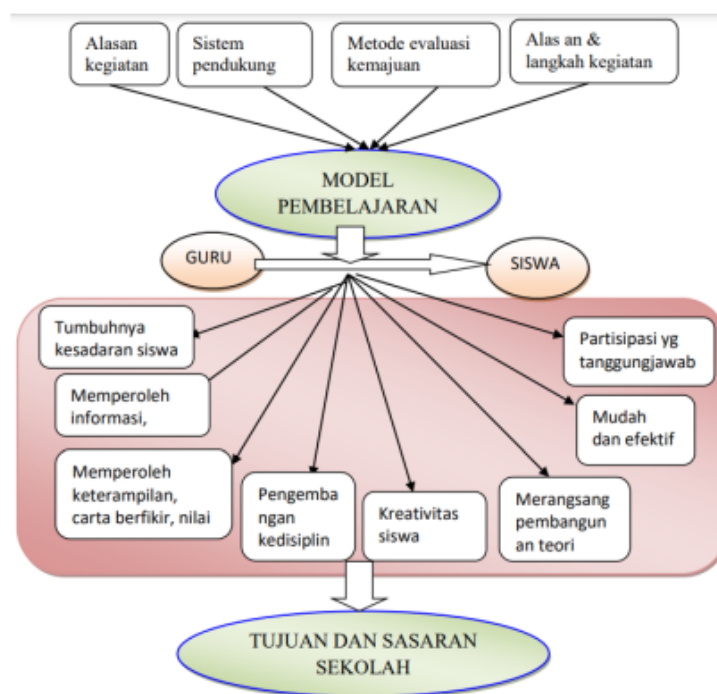 Alasan
kegiatan
Sistem
pendukung
Metode evaluasi
kemajuan
Alas an &
langkah kegiatan
MODEL
PEMBELAJARAN
GURU
SISWA
Tumbuhnya
kesadaran siswa
Partisipasi yg
tanggungjawab
Memperoleh
informasi,
Mudah
dan efektif
Memperoleh
keterampilan,
carta berfikir, nilai
Pengemba
ngan
kedisiplin
Kreativitas
siswa
Merangsang
pembangun
an teori
TUJUAN DAN SASARAN
SEKOLAH